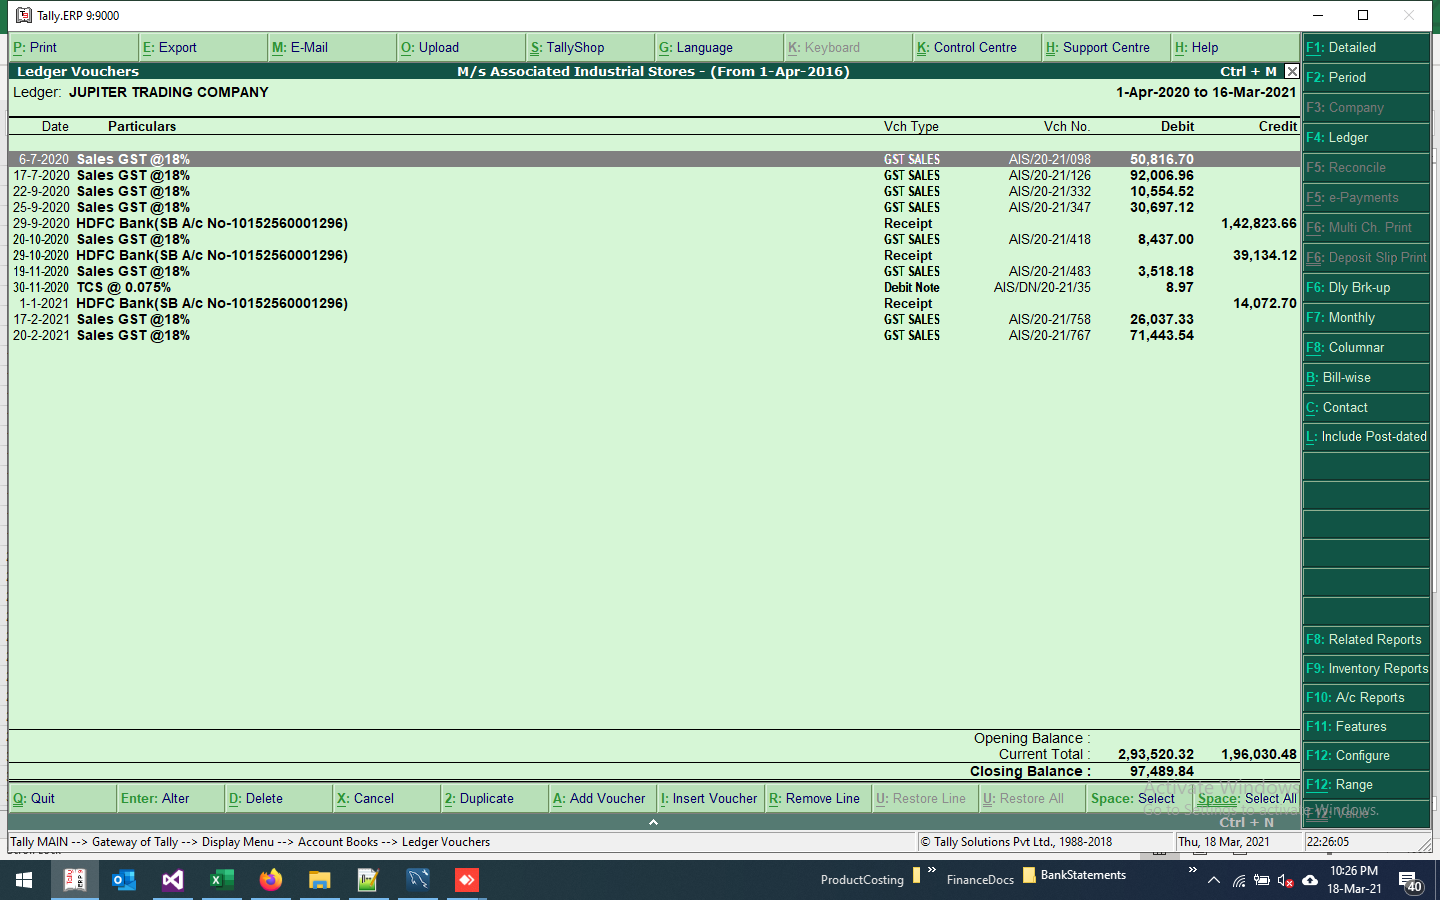 Tally.ERP 9:9000
P: Print E: Export M: E-Mail O: Upload S: TallyShop G: Language K: Keyboard K: Control Centre H: Support Centre H: Help
Ledger Vouchers M/s Associated Industrial Stores - (From 1-Apr-2016) Ctrl + M
Ledger: JUPITER TRADING COMPANY 1-Apr-2020 to 16-Mar-2021
Date Particulars Vch Type Vch No. Debit Credit
6-7-2020 Sales GST @18% GST SALES AIS/20-21/098 50,816.70
17-7-2020 Sales GST @18% GST SALES AIS/20-21/126 92,006.96
22-9-2020 Sales GST @18% GST SALES AIS/20-21/332 10,554.52
25-9-2020 Sales GST @18% GST SALES AIS/20-21/347 30,697.12
29-9-2020 HDFC Bank(SB A/c No-10152560001296) Receipt 1,42,823.66
20-10-2020 Sales GST @18% GST SALES AIS/20-21/418 8,437.00
29-10-2020 HDFC Bank(SB A/c No-10152560001296) Receipt 39,134.12
19-11-2020 Sales GST @18% GST SALES AIS/20-21/483 3,518.18
30-11-2020 TCS @ 0.075% Debit Note AIS/DN/20-21/35 8.97
1-1-2021 HDFC Bank(SB A/c No-10152560001296) Receipt 14,072.70
17-2-2021 Sales GST @18% GST SALES AIS/20-21/758 26,037.33
20-2-2021 Sales GST @18% GST SALES AIS/20-21/767 71,443.54
Opening Balance :
Current Total : 2,93,520.32 1,96,030.48
Closing Balance : 97,489.84
Q: Quit Enter: Alter D: Delete X: Cancel 2: Duplicate A: Add Voucher I: Insert Voucher R: Remove Line U: Restore Line U: Restore All Space: Select Space: Select All
Ctrl + N
F1: Detailed
F2: Period
F3: Company
F4: Ledger
F5: Reconcile
F5: e-Payments
F6: Multi Ch. Print
F6: Deposit Slip Print
F6: Dly Brk-up
F7: Monthly
F8: Columnar
B: Bill-wise
C: Contact
L: Include Post-dated
F8: Related Reports
F9: Inventory Reports
F10: A/c Reports
F11: Features
F12: Configure
F12: Range
F12: Value
Activate Windows
Go to Settings to activate Windows.
Tally MAIN --> Gateway of Tally --> Display Menu --> Account Books --> Ledger Vouchers © Tally Solutions Pvt Ltd., 1988-2018 Thu, 18 Mar, 2021 22:26:05
ProductCosting » FinanceDocs BankStatements » 10:26 PM
18-Mar-21 40